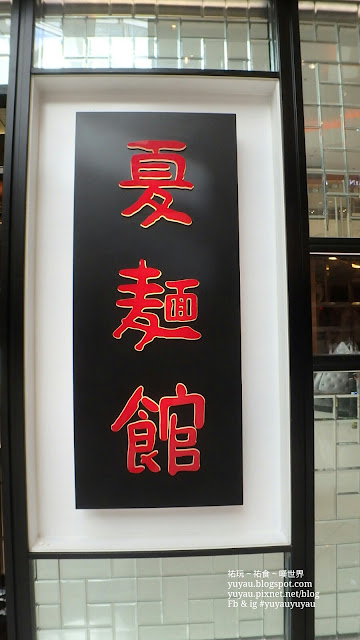 夏
麵
館
祐玩～祐食～嘆世界
yuyau.blogspot.com
yuyau.pixnet.net/blog
Fb & ig #yuyauyuyau